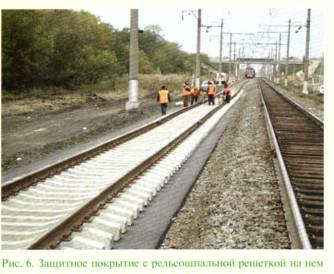 Рис. 6. Защитное покрытие с рельсошпальной решеткой на нем